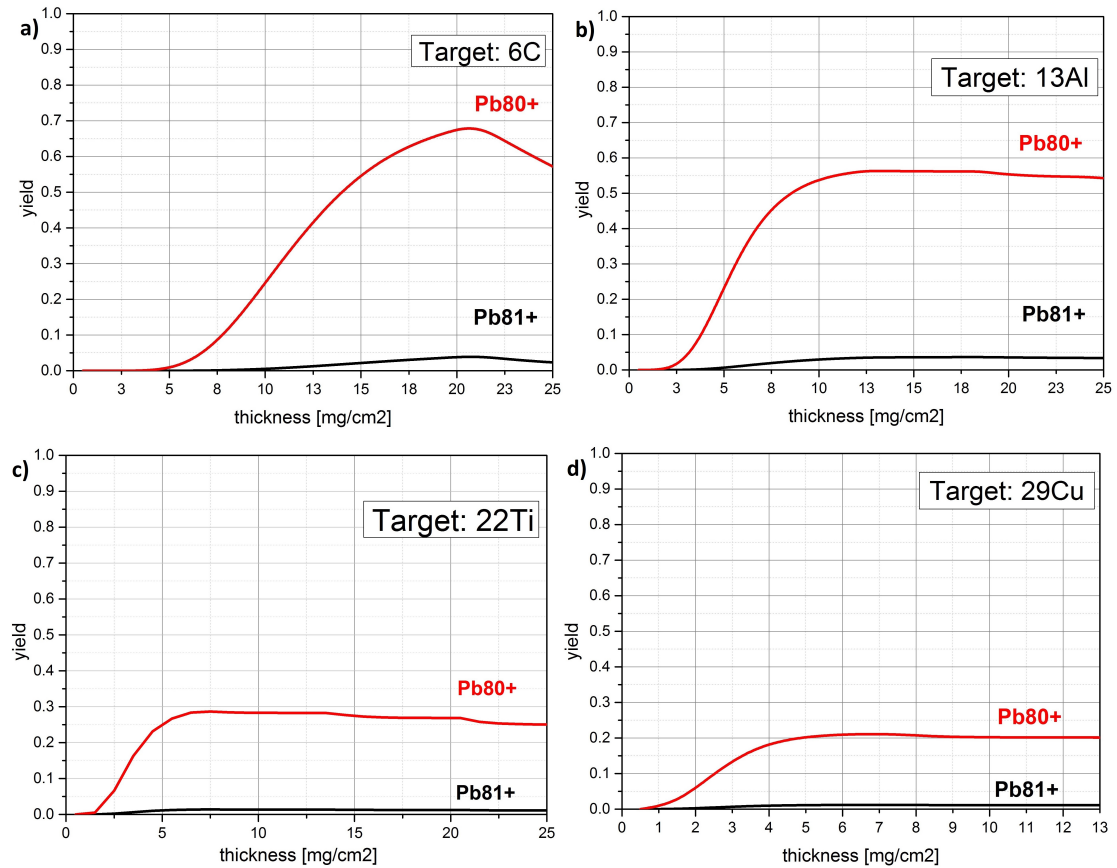 a)
Target: 6C
Pb80+
Pb81+
yield
1.0
0.9
0.8
0.7
0.6
0.5
0.4
0.3
0.2
0.1
0.0
0 3 5 8 10 13 15 18 20 23 25
thickness [mg/cm2]
b)
Target: 13Al
Pb80+
Pb81+
yield
1.0
0.9
0.8
0.7
0.6
0.5
0.4
0.3
0.2
0.1
0.0
0 3 5 8 10 13 15 18 20 23 25
thickness [mg/cm2]
c)
Target: 22Ti
Pb80+
Pb81+
yield
1.0
0.9
0.8
0.7
0.6
0.5
0.4
0.3
0.2
0.1
0.0
0 5 10 15 20 25
thickness [mg/cm2]
d)
Target: 29Cu
Pb80+
Pb81+
yield
1.0
0.9
0.8
0.7
0.6
0.5
0.4
0.3
0.2
0.1
0.0
0 1 2 3 4 5 6 7 8 9 10 11 12 13
thickness [mg/cm2]